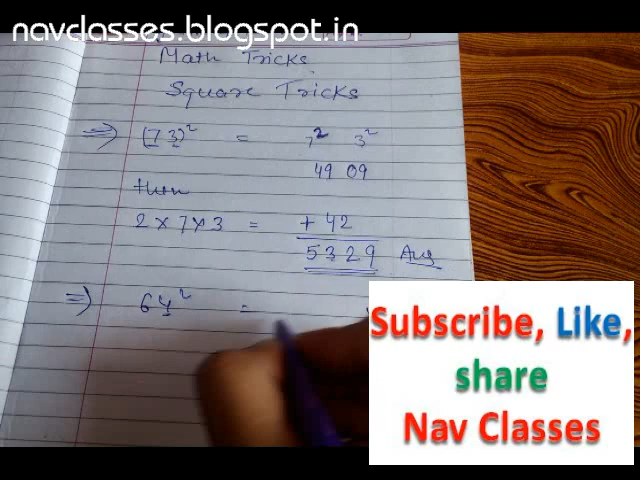 navclasses.blogspot.in
Math Tricks
Square Tricks
⇒ (73)² = 7² 3²
49 09
then
2 × 7 × 3 = + 42
5329 Ans
⇒ 64² =
Subscribe, Like,
share
Nav Classes